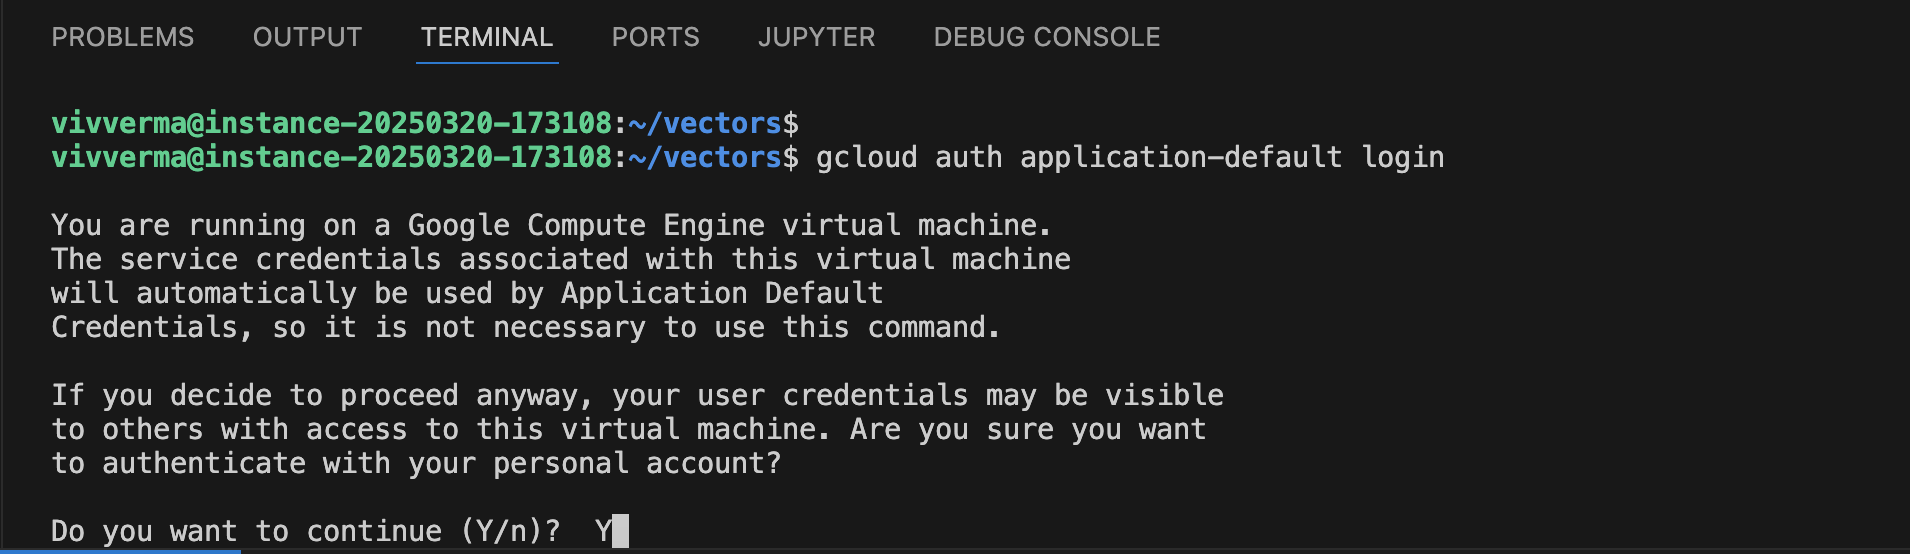 PROBLEMS OUTPUT TERMINAL PORTS JUPYTER DEBUG CONSOLE
vivverma@instance-20250320-173108:~/vectors$
vivverma@instance-20250320-173108:~/vectors$ gcloud auth application-default login
You are running on a Google Compute Engine virtual machine.
The service credentials associated with this virtual machine
will automatically be used by Application Default
Credentials, so it is not necessary to use this command.
If you decide to proceed anyway, your user credentials may be visible
to others with access to this virtual machine. Are you sure you want
to authenticate with your personal account?
Do you want to continue (Y/n)?  Y